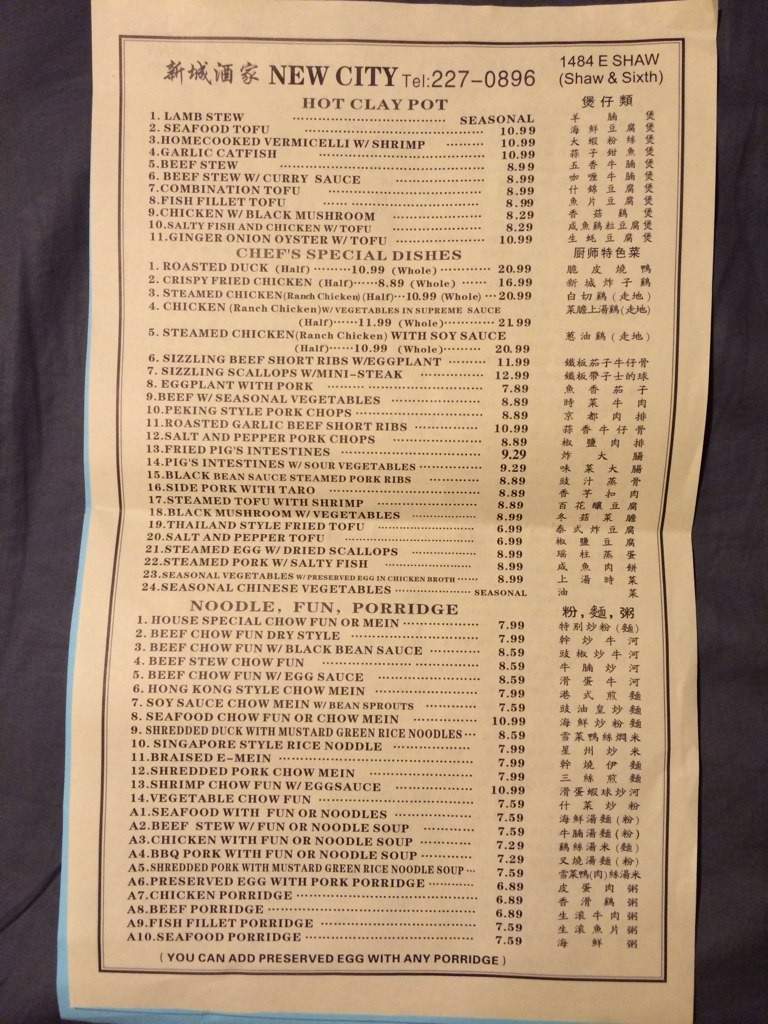 新城酒家 NEW CITY Tel:227-0896 1484 E SHAW
(Shaw & Sixth)
HOT CLAY POT 煲仔類
1. LAMB STEW SEASONAL 羊腩煲
2. SEAFOOD TOFU 10.99 海鮮豆腐煲
3.HOMECOOKED VERMICELLI W/ SHRIMP 10.99 大蝦粉絲煲
4.GARLIC CATFISH 10.99 蒜子鉗魚煲
5.BEEF STEW 8.99 五香牛腩煲
6. BEEF STEW W/ CURRY SAUCE 8.99 咖喱牛腩煲
7.COMBINATION TOFU 8.99 什錦豆腐煲
8.FISH FILLET TOFU 8.99 魚片豆腐煲
9.CHICKEN W/ BLACK MUSHROOM 8.29 香菇鷄煲
10.SALTY FISH AND CHICKEN W/ TOFU 8.29 咸魚鷄粒豆腐煲
11.GINGER ONION OYSTER W/ TOFU 10.99 生蚝豆腐煲
CHEF'S SPECIAL DISHES 厨师特色菜
1. ROASTED DUCK (Half) 10.99 (Whole) 20.99 脆皮燒鴨
2. CRISPY FRIED CHICKEN (Half) 8.89 (Whole) 16.99 新城炸子鷄
3. STEAMED CHICKEN(Ranch Chicken)(Half) 10.99 (Whole) 20.99 白切鷄(走地)
4. CHICKEN (Ranch Chicken)W/ VEGETABLES IN SUPREME SAUCE 菜膽上湯鷄(走地)
(Half) 11.99 (Whole) 21.99
5. STEAMED CHICKEN(Ranch Chicken) WITH SOY SAUCE 葱油鷄(走地)
(Half) 10.99 (Whole) 20.99
6. SIZZLING BEEF SHORT RIBS W/EGGPLANT 11.99 鐵板茄子牛仔骨
7. SIZZLING SCALLOPS W/MINI-STEAK 12.99 鐵板帶子士的球
8. EGGPLANT WITH PORK 7.89 魚香茄子
9.BEEF W/ SEASONAL VEGETABLES 8.89 時菜牛肉
10.PEKING STYLE PORK CHOPS 8.89 京都肉排
11.ROASTED GARLIC BEEF SHORT RIBS 10.99 蒜香牛仔骨
12.SALT AND PEPPER PORK CHOPS 8.89 椒鹽肉排
13.FRIED PIG'S INTESTINES 9.29 炸大腸
14.PIG'S INTESTINES W/ SOUR VEGETABLES 9.29 味菜大腸
15.BLACK BEAN SAUCE STEAMED PORK RIBS 8.89 豉汁蒸骨
16.SIDE PORK WITH TARO 8.89 香芋扣肉
17.STEAMED TOFU WITH SHRIMP 8.99 百花釀豆腐
18.BLACK MUSHROOM W/ VEGETABLES 8.99 冬菇菜膽
19.THAILAND STYLE FRIED TOFU 6.99 泰式炸豆腐
20.SALT AND PEPPER TOFU 6.99 椒鹽豆腐
21.STEAMED EGG W/ DRIED SCALLOPS 8.99 瑶柱蒸蛋
22.STEAMED PORK W/ SALTY FISH 8.99 咸魚肉餅
23.SEASONAL VEGETABLES W/ PRESERVED EGG IN CHICKEN BROTH 8.99 上湯時菜
24.SEASONAL CHINESE VEGETABLES SEASONAL 油菜
NOODLE, FUN, PORRIDGE 粉,麵,粥
1. HOUSE SPECIAL CHOW FUN OR MEIN 7.99 特别炒粉(麵)
2. BEEF CHOW FUN DRY STYLE 7.99 幹炒牛河
3. BEEF CHOW FUN W/ BLACK BEAN SAUCE 8.59 豉椒炒牛河
4. BEEF STEW CHOW FUN 8.59 牛腩炒河
5. BEEF CHOW FUN W/ EGG SAUCE 8.59 滑蛋牛河
6. HONG KONG STYLE CHOW MEIN 7.99 港式煎麵
7. SOY SAUCE CHOW MEIN W/ BEAN SPROUTS 7.59 豉油皇炒麵
8. SEAFOOD CHOW FUN OR CHOW MEIN 10.99 海鮮炒粉麵
9. SHREDDED DUCK WITH MUSTARD GREEN RICE NOODLES 8.59 雪菜鴨絲燜米
10. SINGAPORE STYLE RICE NODDLE 7.99 星州炒米
11.BRAISED E-MEIN 7.99 幹燒伊麵
12.SHREDDED PORK CHOW MEIN 7.99 三絲煎麵
13.SHRIMP CHOW FUN W/ EGGSAUCE 10.99 滑蛋蝦球炒河
14.VEGETABLE CHOW FUN 7.59 什菜炒粉
A1.SEAFOOD WITH FUN OR NOODLES 7.59 海鮮湯麵(粉)
A2.BEEF STEW W/ FUN OR NOODLE SOUP 7.59 牛腩湯麵(粉)
A3.CHICKEN WITH FUN OR NOODLE SOUP 7.29 鷄絲湯米(麵)
A4.BBQ PORK WITH FUN OR NOODLE SOUP 7.29 叉燒湯麵(粉)
A5.SHREDDED PORK WITH MUSTARD GREEN RICE NOODLE SOUP 7.59 雪菜鴨(肉)絲湯米
A6.PRESERVED EGG WITH PORK PORRIDGE 6.89 皮蛋肉粥
A7.CHICKEN PORRIDGE 6.89 香滑鷄粥
A8.BEEF PORRIDGE 6.89 生滚牛肉粥
A9.FISH FILLET PORRIDGE 7.59 生滚魚片粥
A10.SEAFOOD PORRIDGE 7.59 海鮮粥
(YOU CAN ADD PRESERVED EGG WITH ANY PORRIDGE)